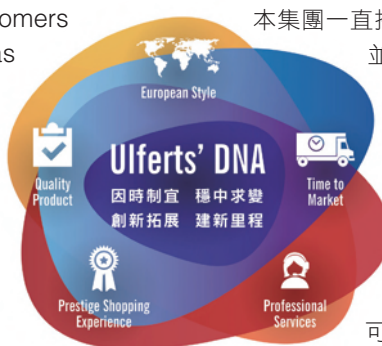 omers
as
本集團一直
並
European Style
Ulferts’ DNA
因時制宜 穩中求變
創新拓展 建新里程
Quality
Product
Time to
Market
Prestige Shopping
Experience
Professional
Services
可